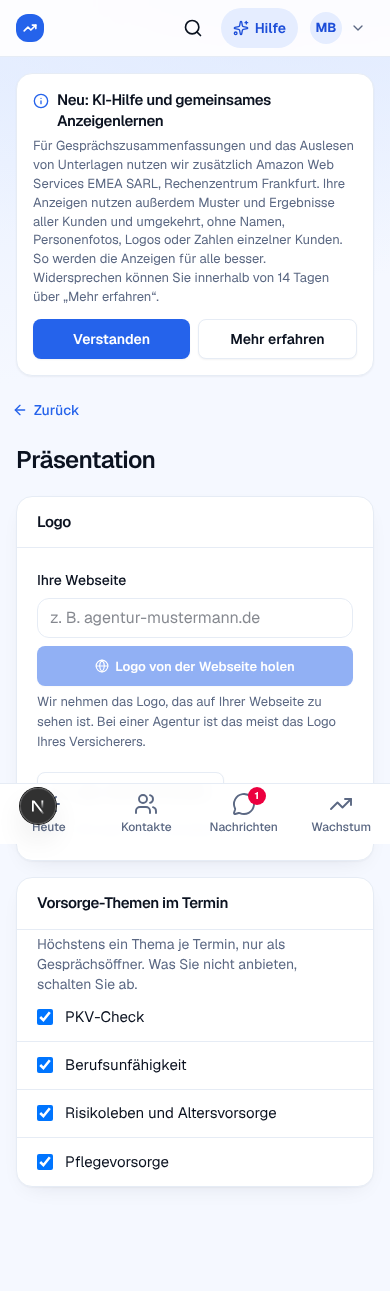 Hilfe
MB
Neu: KI-Hilfe und gemeinsames
Anzeigenlernen
Für Gesprächszusammenfassungen und das Auslesen
von Unterlagen nutzen wir zusätzlich Amazon Web
Services EMEA SARL, Rechenzentrum Frankfurt. Ihre
Anzeigen nutzen außerdem Muster und Ergebnisse
aller Kunden und umgekehrt, ohne Namen,
Personenfotos, Logos oder Zahlen einzelner Kunden.
So werden die Anzeigen für alle besser.
Widersprechen können Sie innerhalb von 14 Tagen
über „Mehr erfahren“.
Verstanden
Mehr erfahren
Zurück
Präsentation
Logo
Ihre Webseite
z. B. agentur-mustermann.de
Logo von der Webseite holen
Wir nehmen das Logo, das auf Ihrer Webseite zu
sehen ist. Bei einer Agentur ist das meist das Logo
Ihres Versicherers.
N
1
Heute
Kontakte
Nachrichten
Wachstum
Vorsorge-Themen im Termin
Höchstens ein Thema je Termin, nur als
Gesprächsöffner. Was Sie nicht anbieten,
schalten Sie ab.
PKV-Check
Berufsunfähigkeit
Risikoleben und Altersvorsorge
Pflegevorsorge